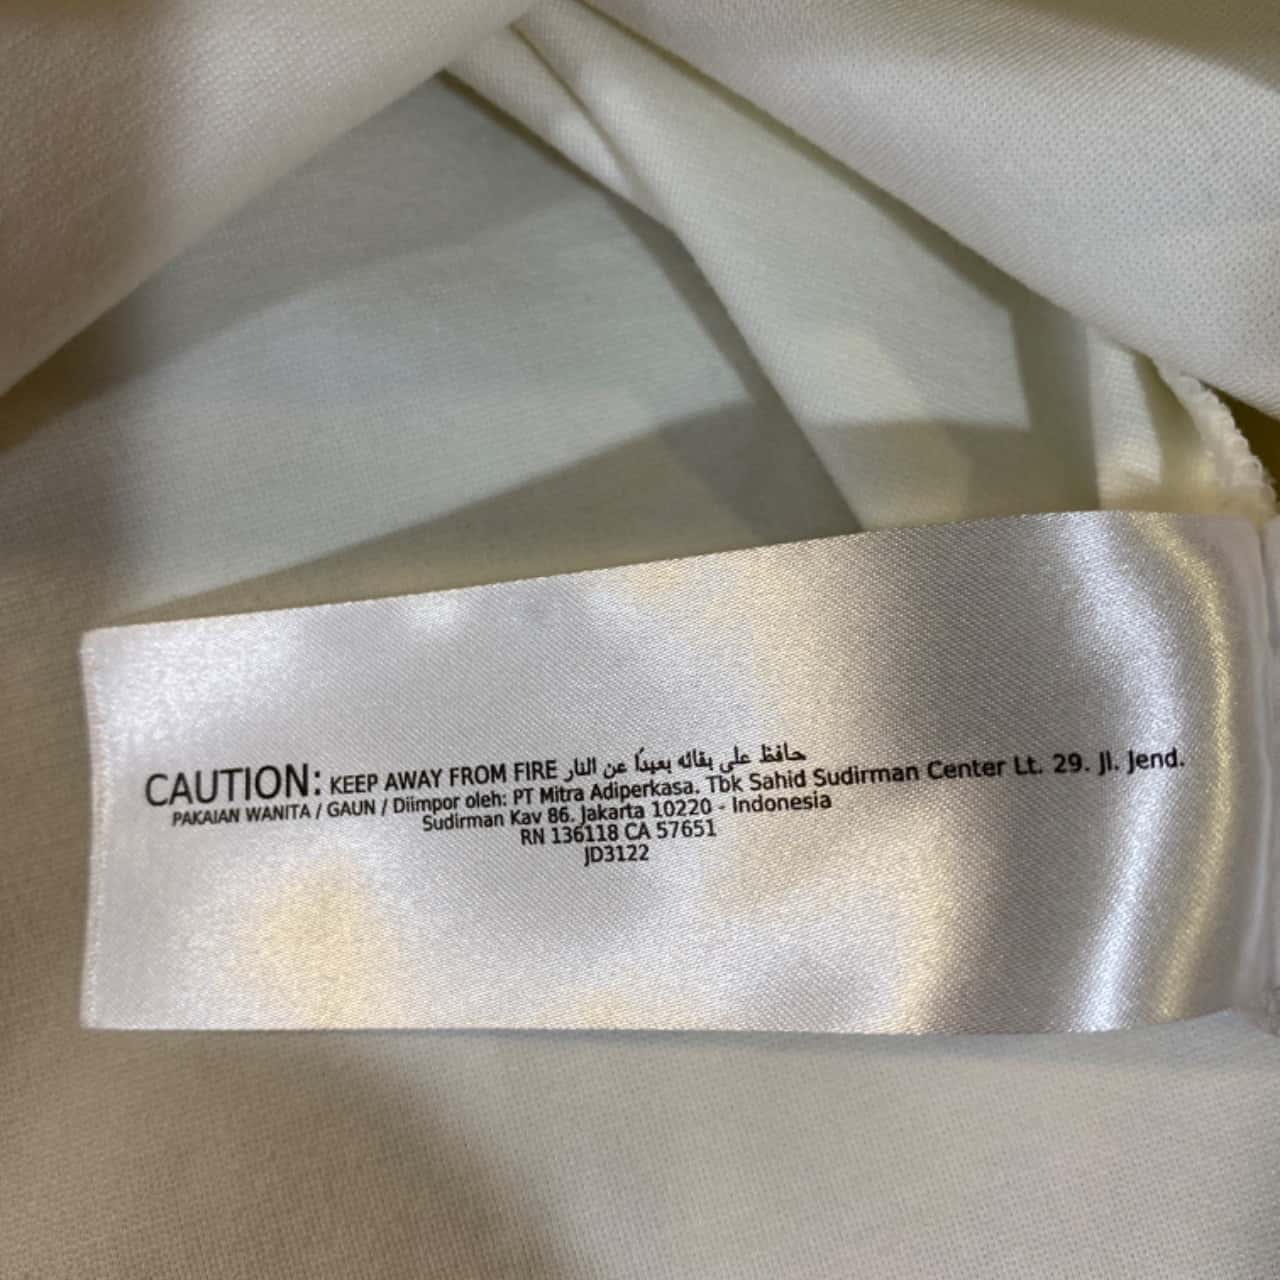 CAUTION: KEEP AWAY FROM FIRE حافظ على بقائه بعيداً عن النار
PAKAIAN WANITA / GAUN / Diimpor oleh: PT Mitra Adiperkasa. Tbk Sahid Sudirman Center Lt. 29. Jl. Jend.
Sudirman Kav 86. Jakarta 10220 - Indonesia
RN 136118 CA 57651
JD3122